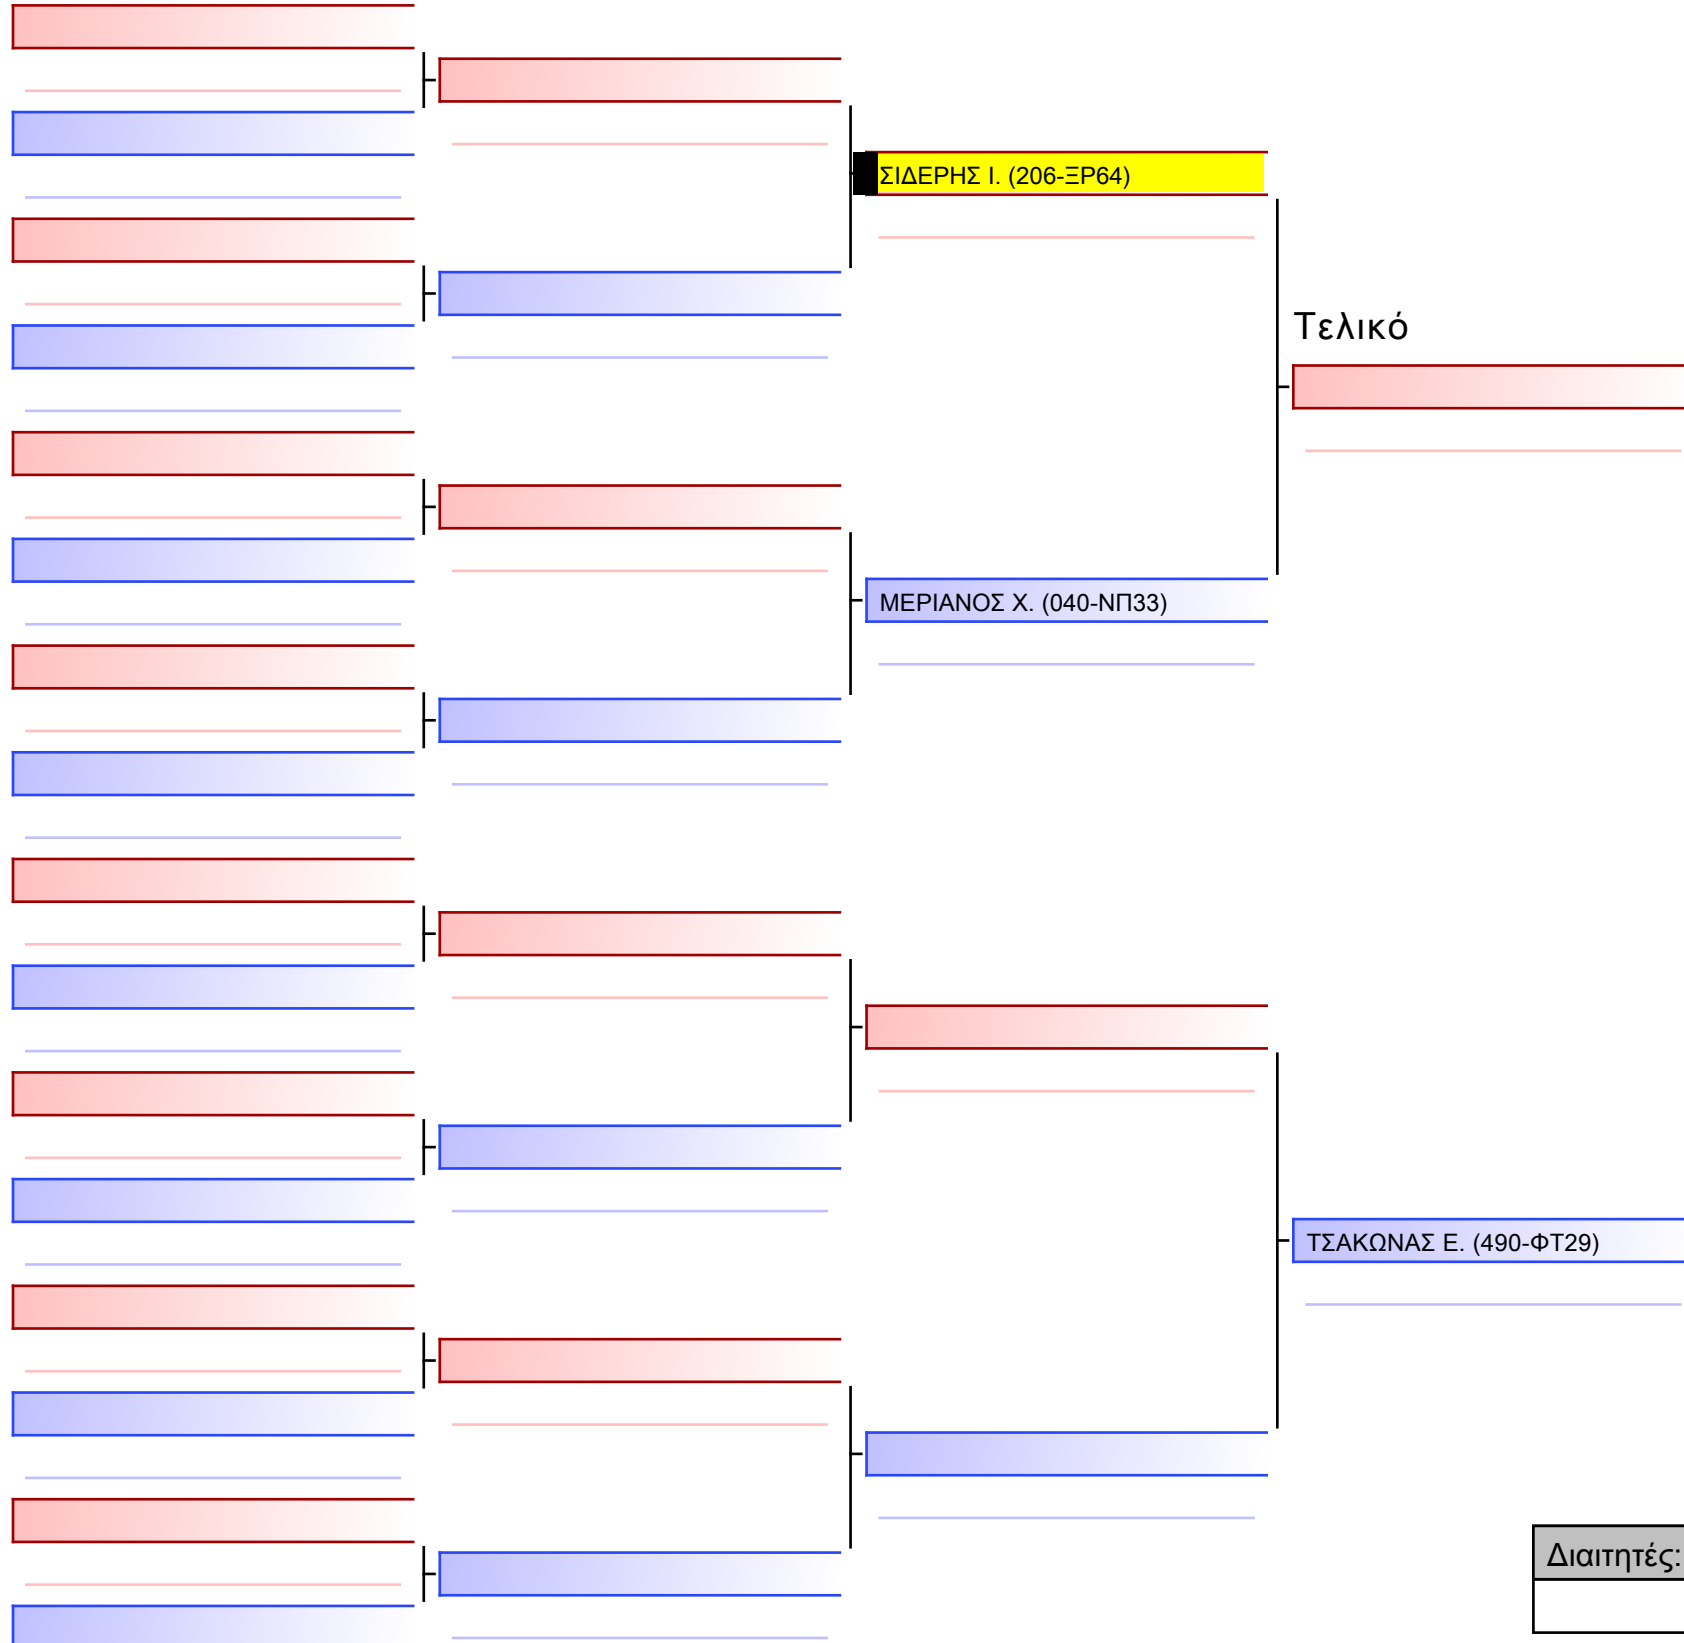 ΣΙΔΕΡΗΣ Ι. (206-ΞΡ64)
Τελικό
ΜΕΡΙΑΝΟΣ Χ. (040-ΝΠ33)
ΤΣΑΚΩΝΑΣ Ε. (490-ΦΤ29)
Διαιτητές: